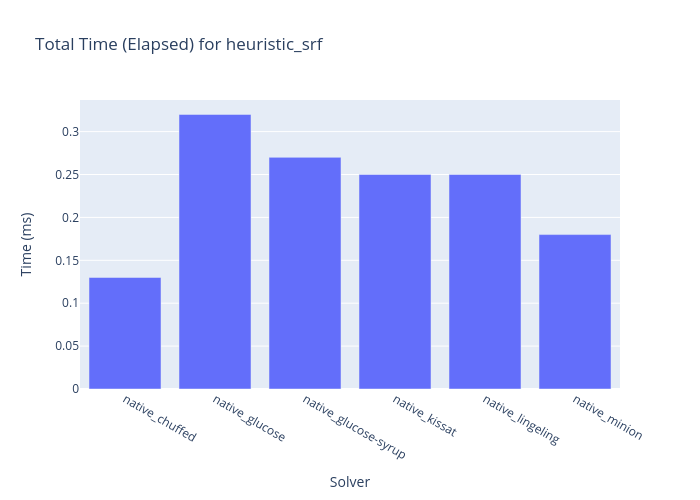 Total Time (Elapsed) for heuristic_srf
Time (ms)
0.3
0.25
0.2
0.15
0.1
0.05
0
native_chuffed
native_glucose
native_glucose-syrup
native_kissat
native_lingeling
native_minion
Solver